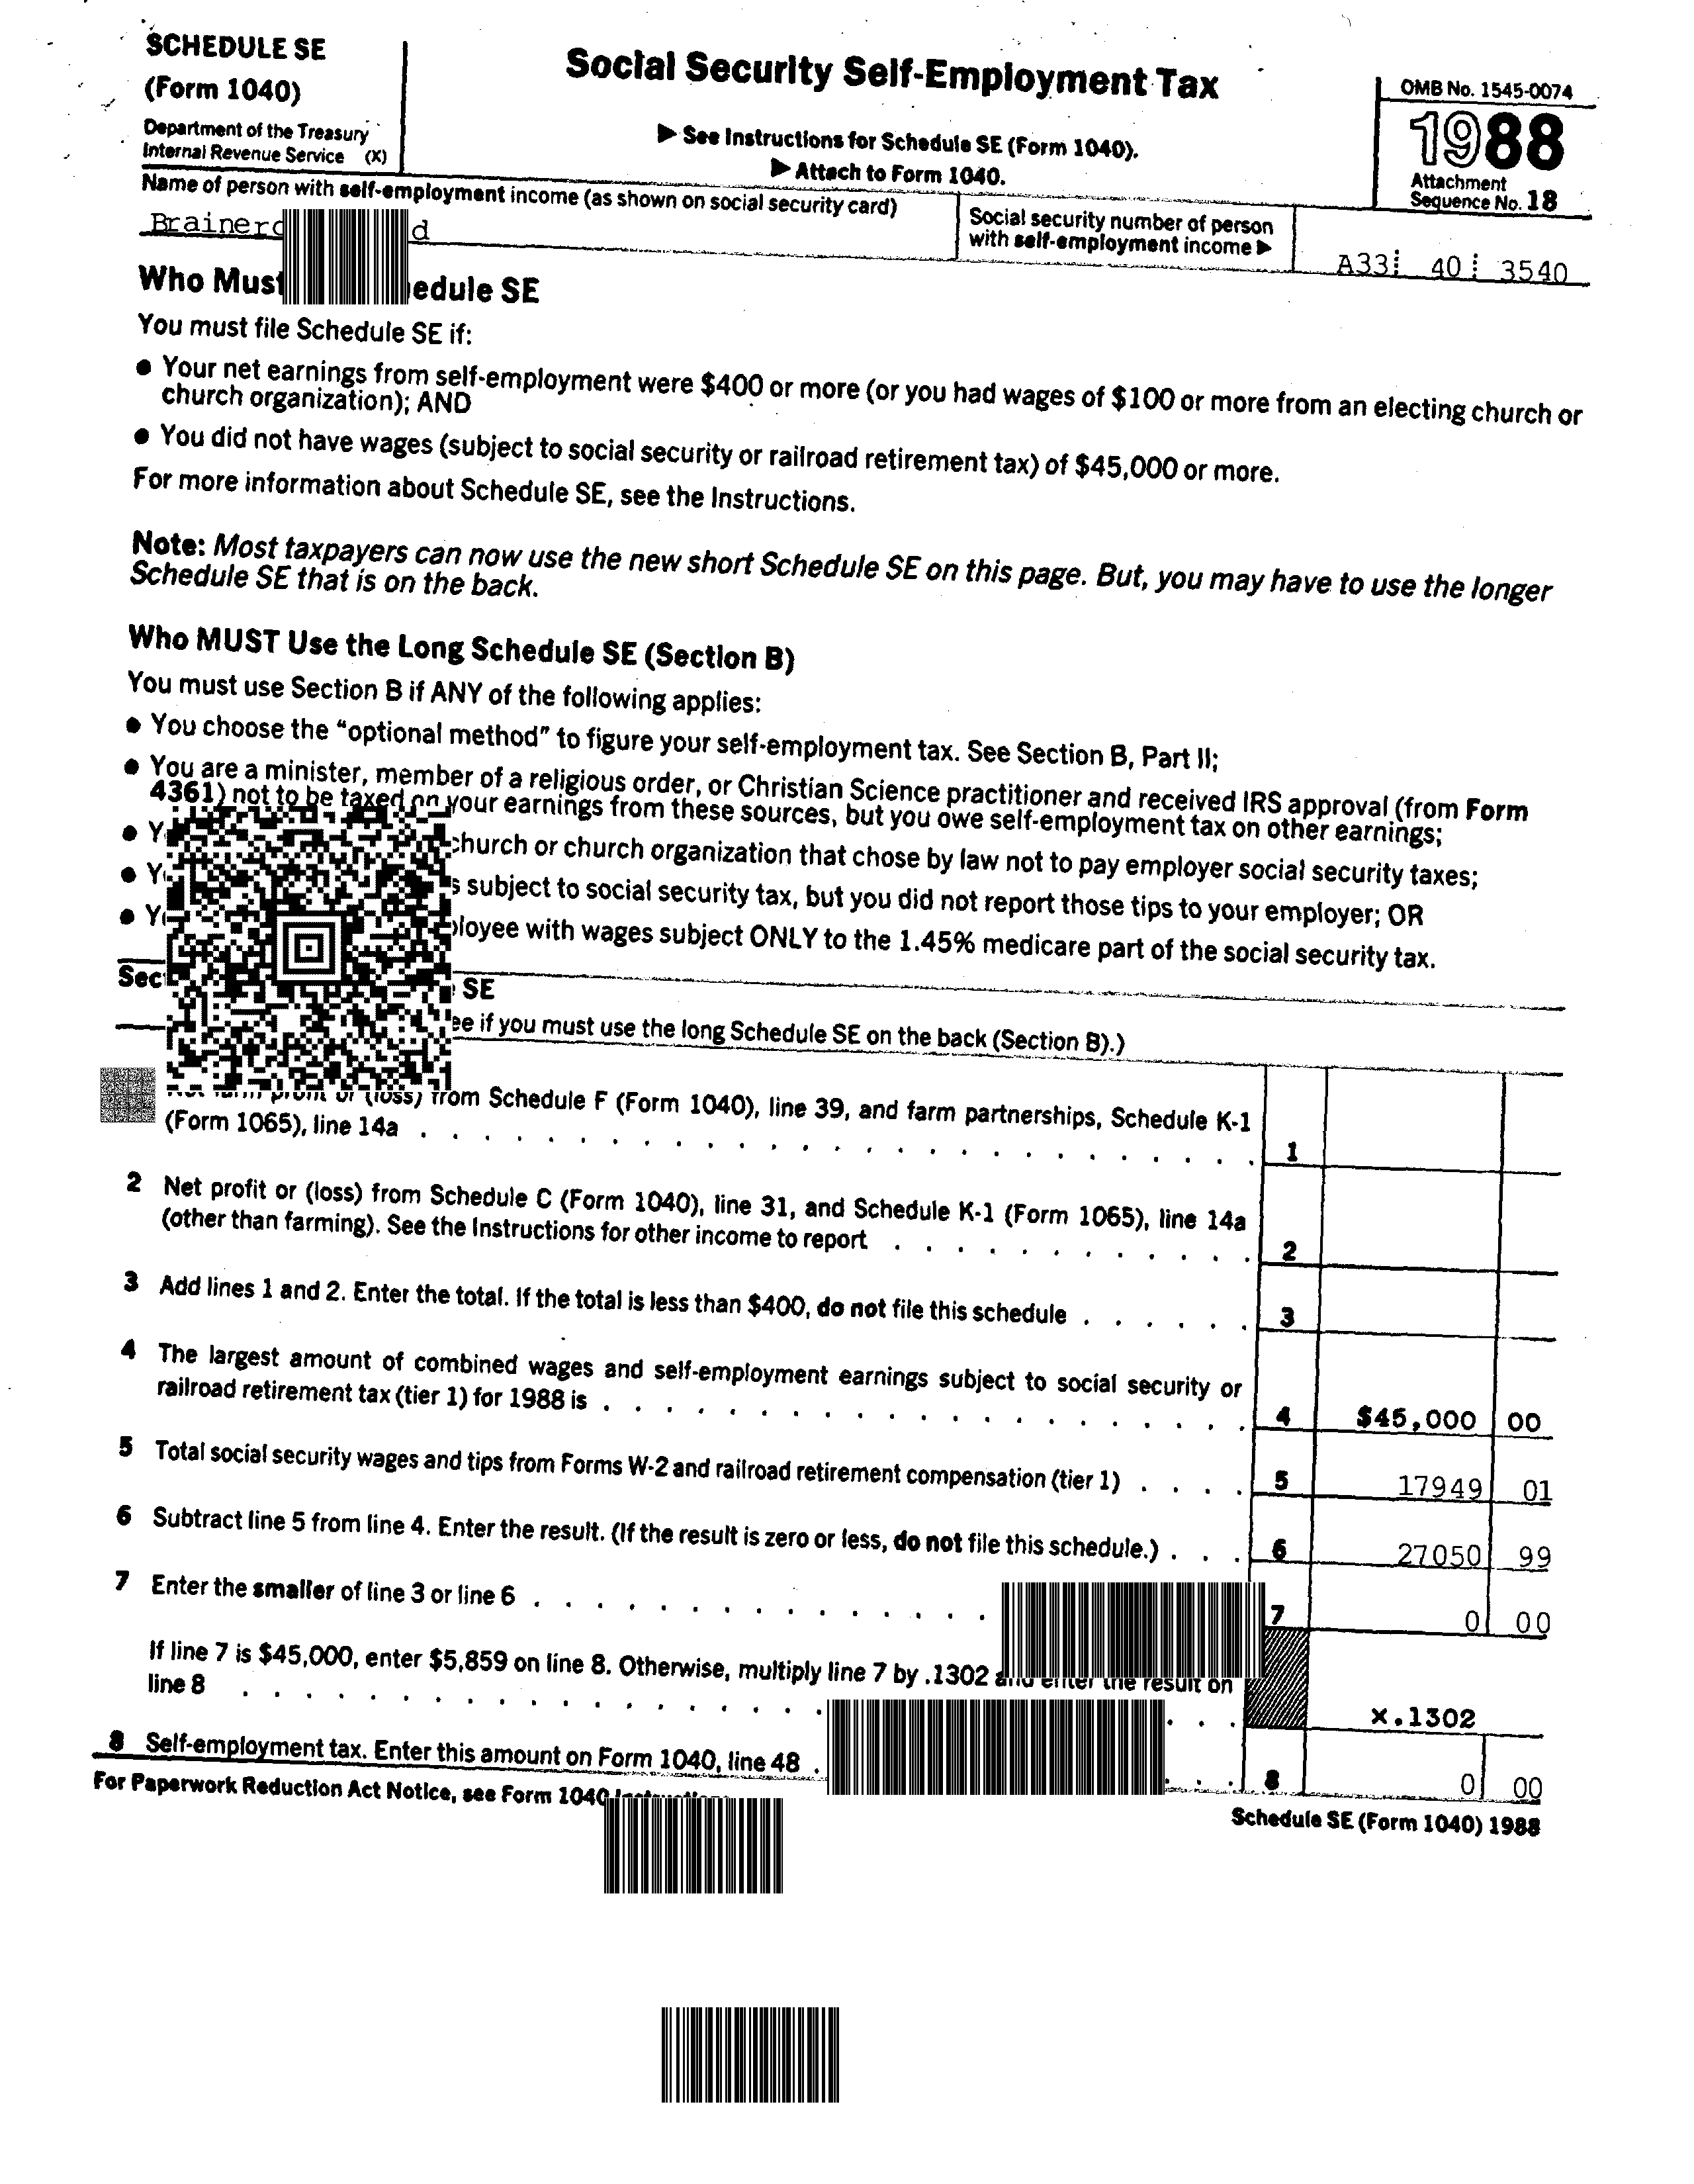 SCHEDULE SE
(Form 1040)
Department of the Treasury
Internal Revenue Service (X)
Social Security Self-Employment Tax
▶ See Instructions for Schedule SE (Form 1040).
▶ Attach to Form 1040.
OMB No. 1545-0074
1988
Attachment
Sequence No. 18
Name of person with self-employment income (as shown on social security card)
Social security number of person
with self-employment income ▶
A33 40 3540
Who SE
You must file Schedule SE if:
● Your net earnings from self-employment were $400 or more (or you had wages of $100 or more from an electing church or
church organization); AND
● You did not have wages (subject to social security or railroad retirement tax) of $45,000 or more.
For more information about Schedule SE, see the Instructions.
Note: Most taxpayers can now use the new short Schedule SE on this page. But, you may have to use the longer
Schedule SE that is on the back.
Who MUST Use the Long Schedule SE (Section B)
You must use Section B if ANY of the following applies:
● You choose the "optional method" to figure your self-employment tax. See Section B, Part II;
● You are a minister, member of a religious order, or Christian Science practitioner and received IRS approval (from Form
4361) not to be taxed on your earnings from these sources, but you owe self-employment tax on other earnings;
● church or church organization that chose by law not to pay employer social security taxes;
● subject to social security tax, but you did not report those tips to your employer; OR
● with wages subject ONLY to the 1.45% medicare part of the social security tax.
SE
if you must use the long Schedule SE on the back (Section B).)
from Schedule F (Form 1040), line 39, and farm partnerships, Schedule K-1
(Form 1065), line 14a . . . . . . . . . . . . . . . . . . . . . . . . . . . 1
2 Net profit or (loss) from Schedule C (Form 1040), line 31, and Schedule K-1 (Form 1065), line 14a
(other than farming). See the Instructions for other income to report . . . . . . . . . . . . 2
3 Add lines 1 and 2. Enter the total. If the total is less than $400, do not file this schedule . . . . . . 3
4 The largest amount of combined wages and self-employment earnings subject to social security or
railroad retirement tax (tier 1) for 1988 is . . . . . . . . . . . . . . . . . . . . . 4 $45,000 00
5 Total social security wages and tips from Forms W-2 and railroad retirement compensation (tier 1) . . . . 5 17949 01
6 Subtract line 5 from line 4. Enter the result. (If the result is zero or less, do not file this schedule.) . . . 6 27050 99
7 Enter the smaller of line 3 or line 6 . . . . . . . . . . . . . . . 7 0 00
If line 7 is $45,000, enter $5,859 on line 8. Otherwise, multiply line 7 by .1302 and enter the result on
line 8 . . . . . . . . . . . . . . . . . . . . . x.1302
8 Self-employment tax. Enter this amount on Form 1040, line 48 . . . . 8 0 00
For Paperwork Reduction Act Notice, see Form 1040
Schedule SE (Form 1040) 1988